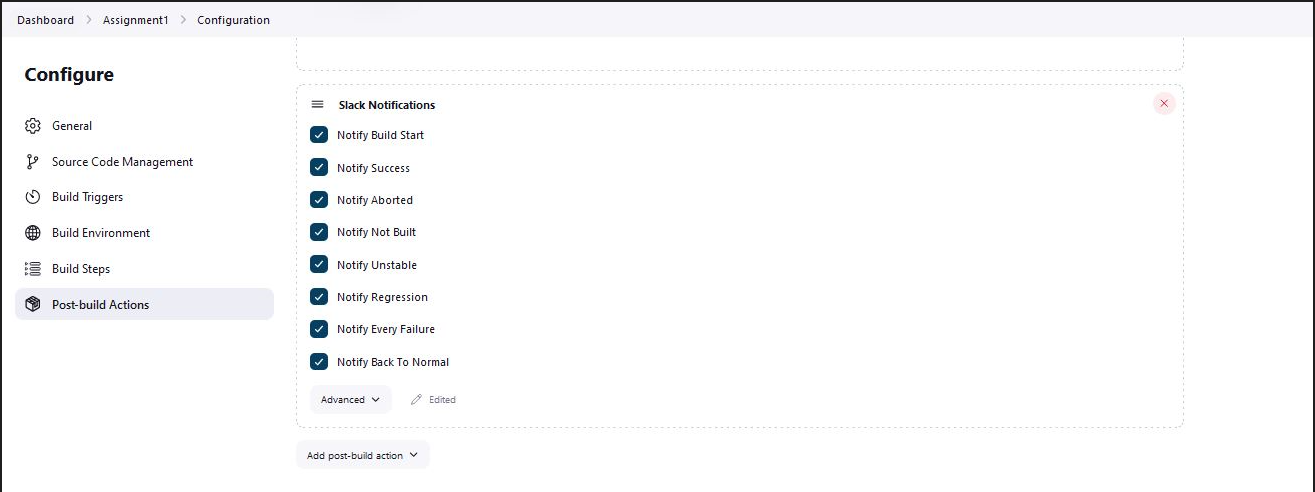 Dashboard > Assignment1 > Configuration
Configure
General
Source Code Management
Build Triggers
Build Environment
Build Steps
Post-build Actions
Slack Notifications
Notify Build Start
Notify Success
Notify Aborted
Notify Not Built
Notify Unstable
Notify Regression
Notify Every Failure
Notify Back To Normal
Advanced
Edited
Add post-build action